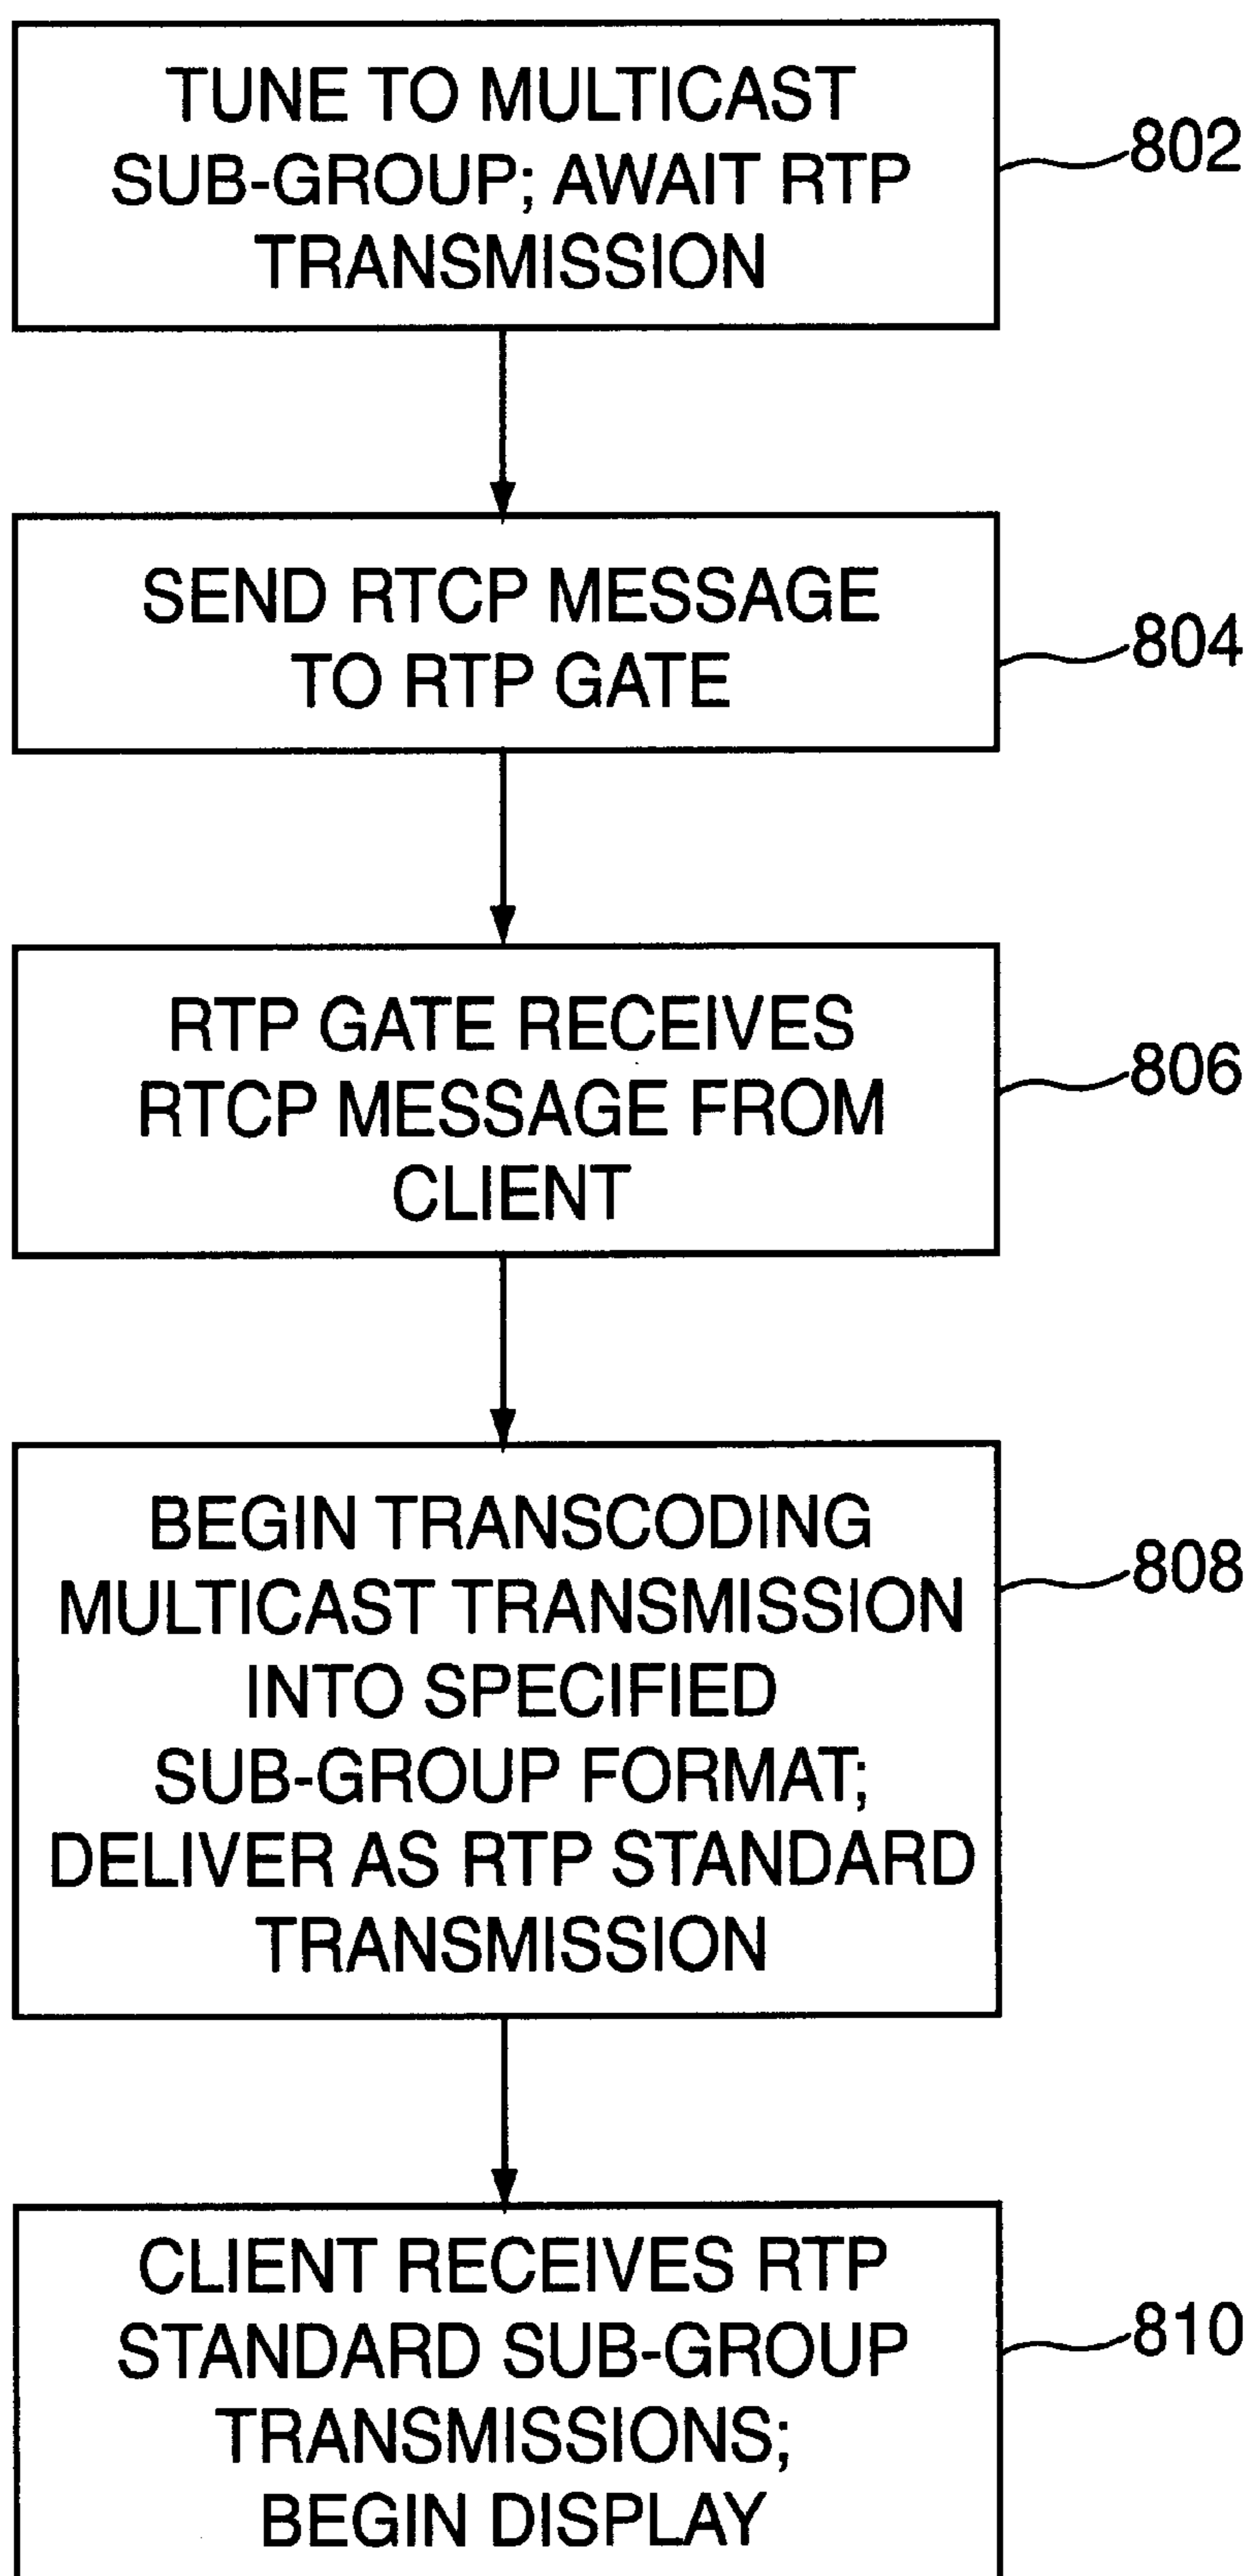 TUNE TO MULTICAST
SUB-GROUP; AWAIT RTP
TRANSMISSION
802
SEND RTCP MESSAGE
TO RTP GATE
804
RTP GATE RECEIVES
RTCP MESSAGE FROM
CLIENT
806
BEGIN TRANSCODING
MULTICAST TRANSMISSION
INTO SPECIFIED
SUB-GROUP FORMAT;
DELIVER AS RTP STANDARD
TRANSMISSION
808
CLIENT RECEIVES RTP
STANDARD SUB-GROUP
TRANSMISSIONS;
BEGIN DISPLAY
810